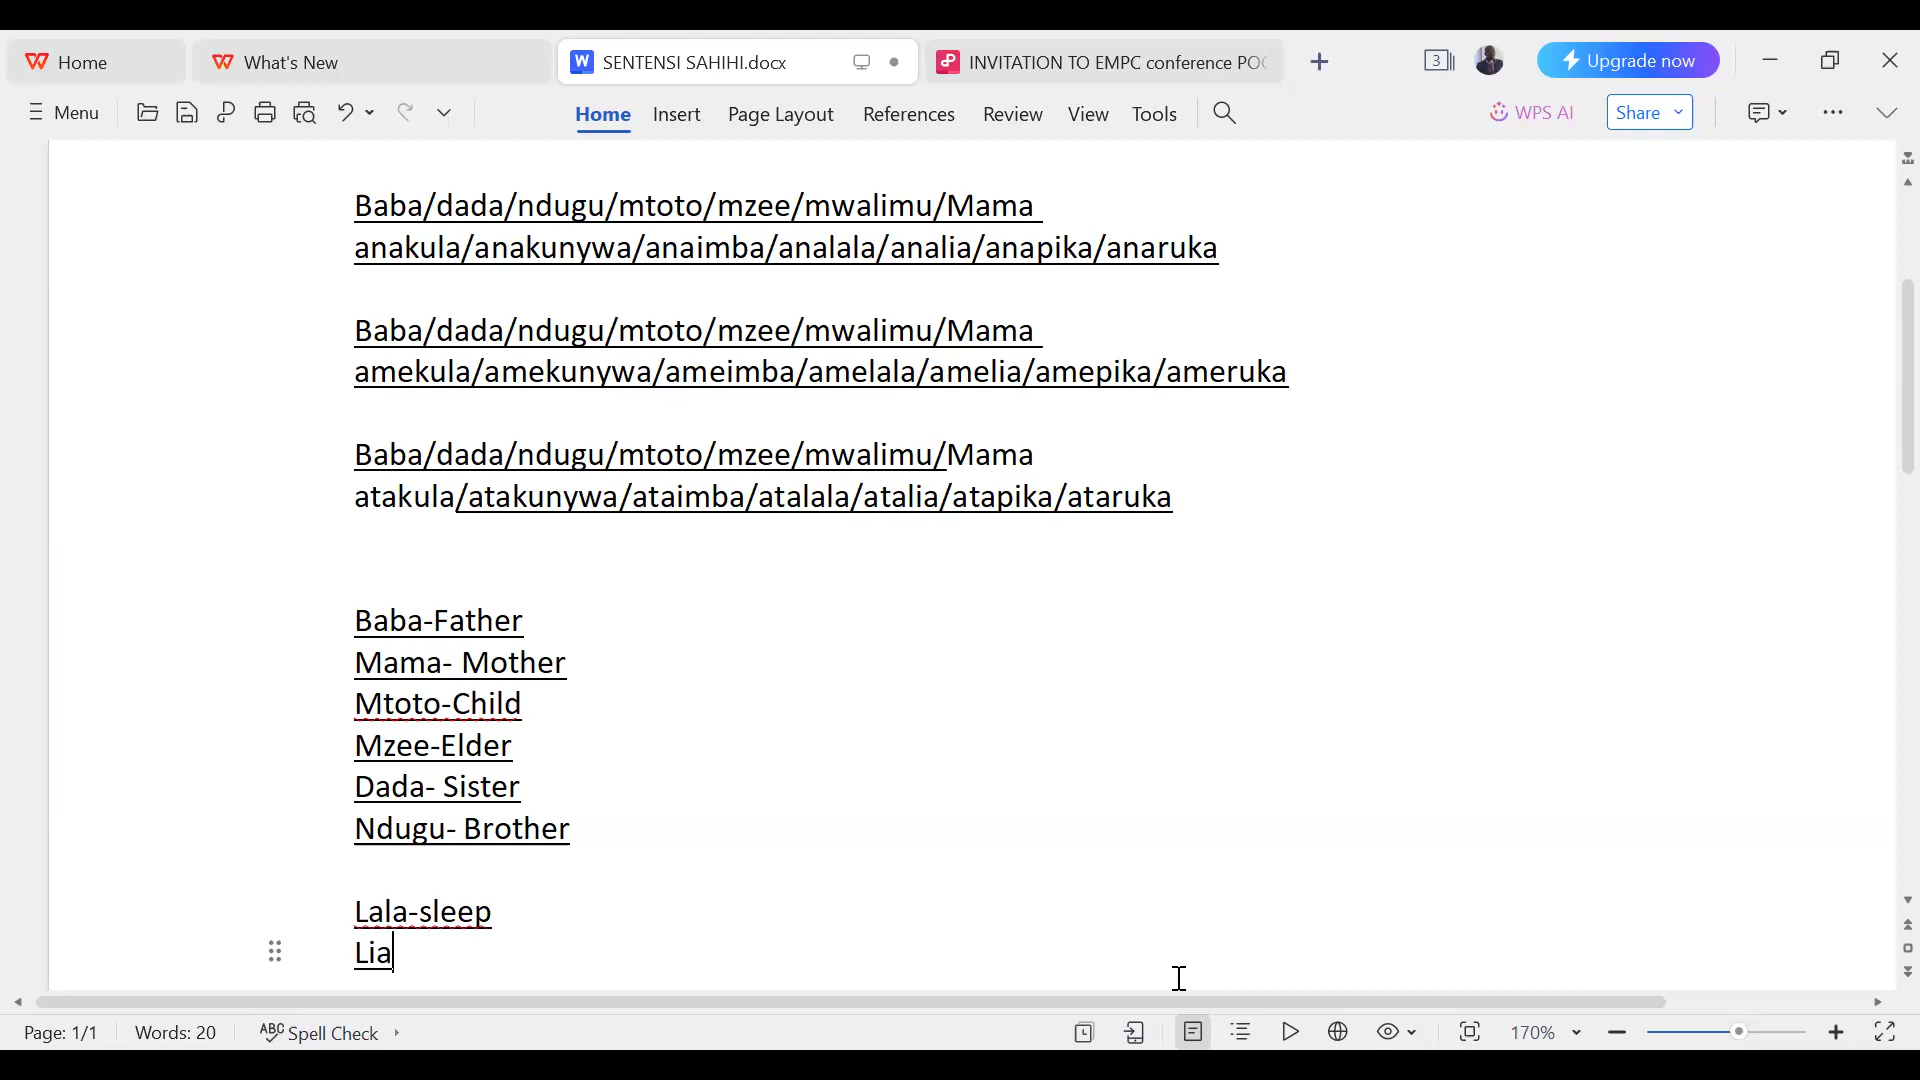 Home
What's New
SENTENSI SAHIHI.docx
INVITATION TO EMPC conference PO
3
Upgrade now
Menu
Home
Insert
Page Layout
References
Review
View
Tools
WPS AI
Share
Baba/dada/ndugu/mtoto/mzee/mwalimu/Mama
anakula/anakunywa/anaimba/analala/analia/anapika/anaruka
Baba/dada/ndugu/mtoto/mzee/mwalimu/Mama
amekula/amekunywa/ameimba/amelala/amelia/amepika/ameruka
Baba/dada/ndugu/mtoto/mzee/mwalimu/Mama
atakula/atakunywa/ataimba/atalala/atalia/atapika/ataruka
Baba-Father
Mama- Mother
Mtoto-Child
Mzee-Elder
Dada- Sister
Ndugu- Brother
Lala-sleep
Lia
Page: 1/1
Words: 20
ABC Spell Check
170%